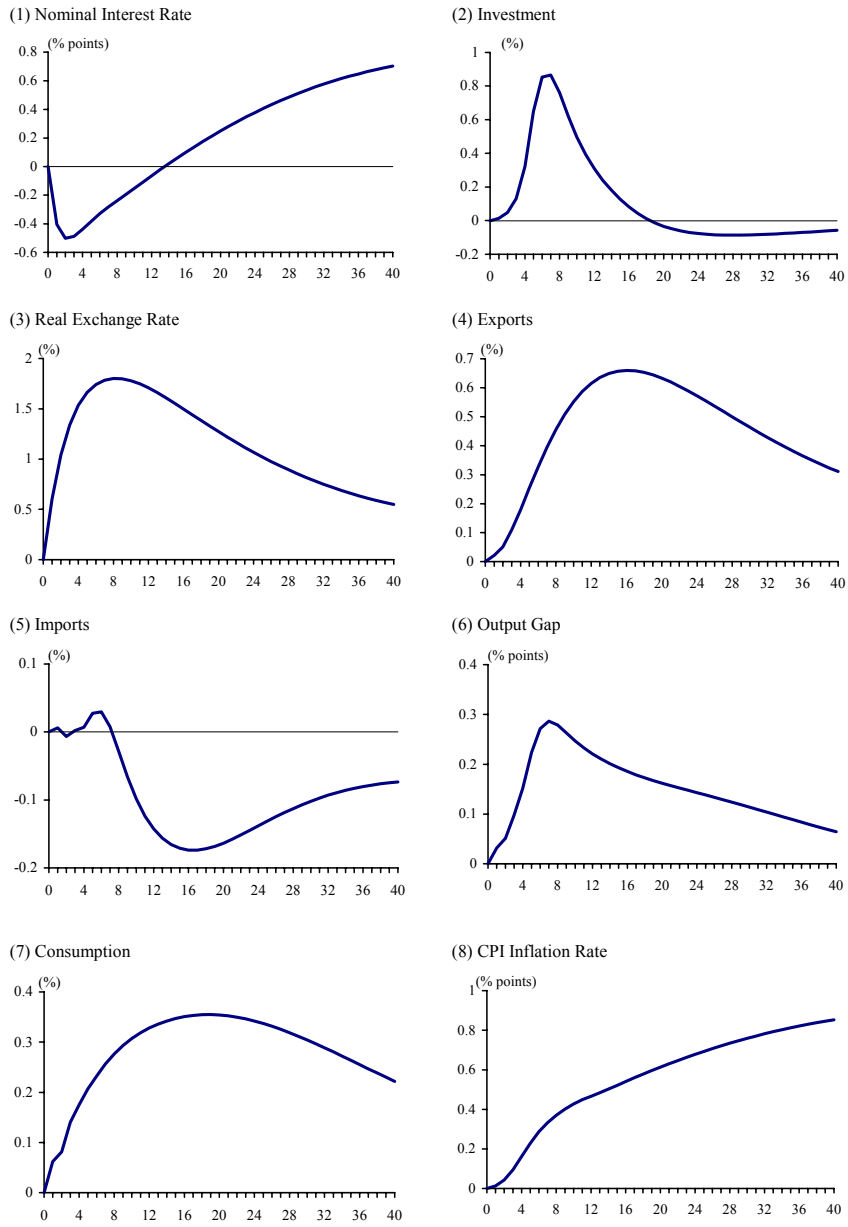 (1) Nominal Interest Rate
(% points)
0.8
0.6
0.4
0.2
0
-0.2
-0.4
-0.6
0 4 8 12 16 20 24 28 32 36 40
(2) Investment
(%)
1
0.8
0.6
0.4
0.2
0
-0.2
0 4 8 12 16 20 24 28 32 36 40
(3) Real Exchange Rate
(%)
2
1.5
1
0.5
0
0 4 8 12 16 20 24 28 32 36 40
(4) Exports
(%)
0.7
0.6
0.5
0.4
0.3
0.2
0.1
0
0 4 8 12 16 20 24 28 32 36 40
(5) Imports
(%)
0.1
0
-0.1
-0.2
0 4 8 12 16 20 24 28 32 36 40
(6) Output Gap
(% points)
0.4
0.3
0.2
0.1
0
0 4 8 12 16 20 24 28 32 36 40
(7) Consumption
(%)
0.4
0.3
0.2
0.1
0
0 4 8 12 16 20 24 28 32 36 40
(8) CPI Inflation Rate
(% points)
1
0.8
0.6
0.4
0.2
0
0 4 8 12 16 20 24 28 32 36 40